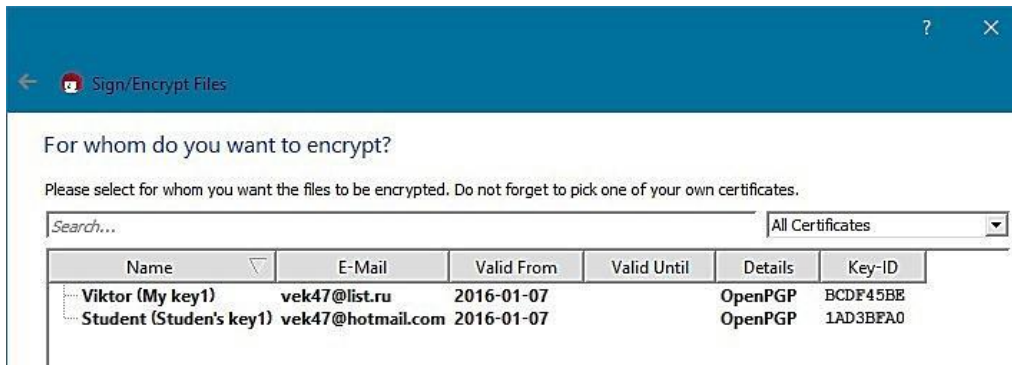 ?
Sign/Encrypt Files
For whom do you want to encrypt?
Please select for whom you want the files to be encrypted. Do not forget to pick one of your own certificates.
Search... All Certificates
Name E-Mail Valid From Valid Until Details Key-ID
Viktor (My key1) vek47@list.ru 2016-01-07 OpenPGP BCDF45BE
Student (Studen's key1) vek47@hotmail.com 2016-01-07 OpenPGP 1AD3BFA0